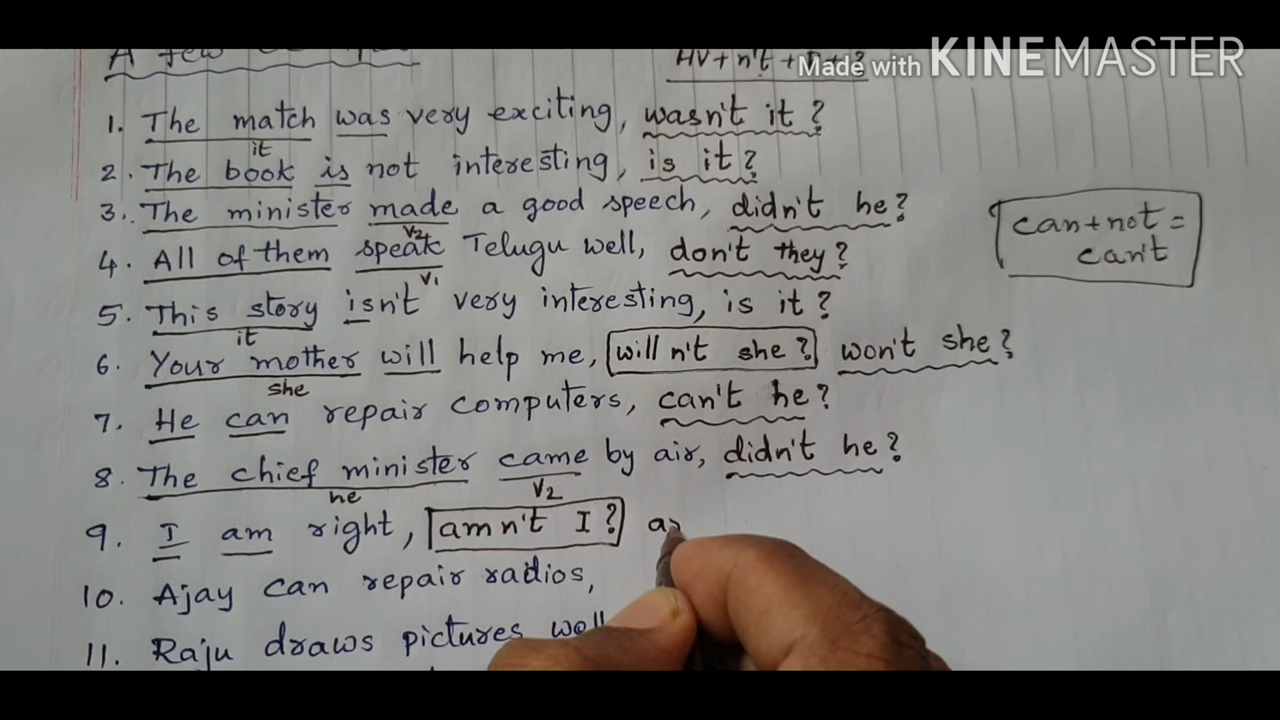 A few
HV + n't + + ?
Made with KINEMASTER
1. The match was very exciting, wasn't it?
it
2. The book is not interesting, is it?
3. The minister made a good speech, didn't he?
V2
4. All of them speak Telugu well, don't they?
V1
can + not =
can't
5. This story isn't very interesting, is it?
it
6. Your mother will help me, will n't she? won't she?
she
7. He can repair computers, can't he?
8. The chief minister came by air, didn't he?
he V2
9. I am right, amn't I? a
10. Ajay can repair radios,
11. Raju draws pictures well